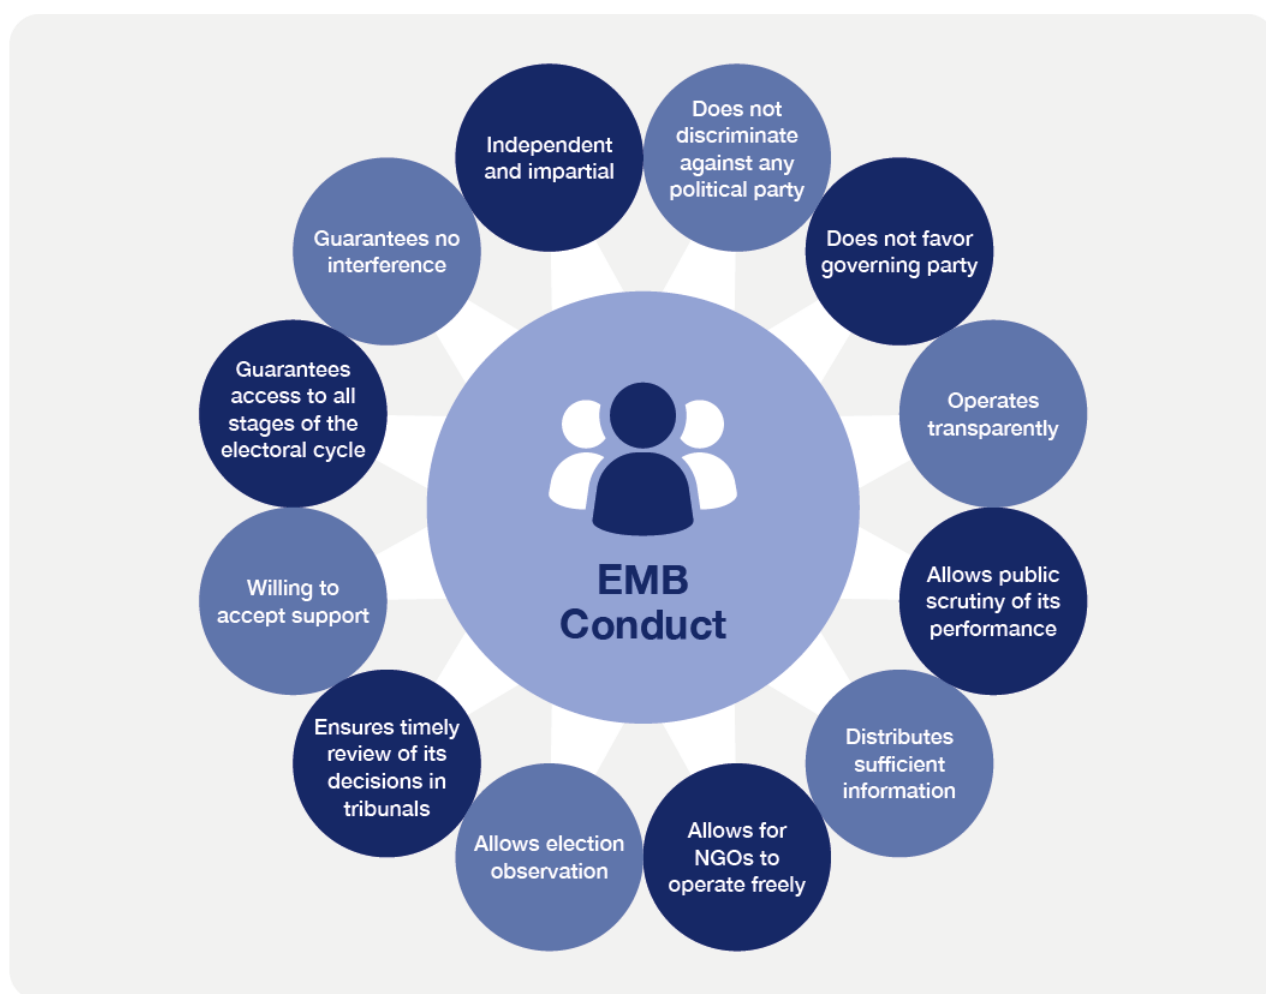 Independent
and impartial
Does not
discriminate
against any
political party
Does not favor
governing party
Operates
transparently
Allows public
scrutiny of its
performance
Distributes
sufficient
information
Allows for
NGOs to
operate freely
Allows election
observation
Ensures timely
review of its
decisions in
tribunals
Willing to
accept support
Guarantees
access to all
stages of the
electoral cycle
Guarantees no
interference
EMB
Conduct